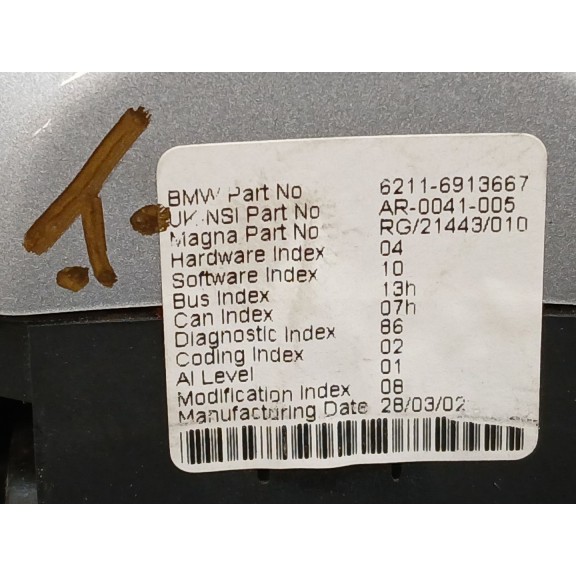 BMW Part No 6211-6913667
UK-NSI Part No AR-0041-005
Magna Part No RG/21443/010
Hardware Index 04
Software Index 10
Bus Index 13h
Can Index 07h
Diagnostic Index 86
Coding Index 02
AI Level 01
Modification Index 08
Manufacturing Date 28/03/02